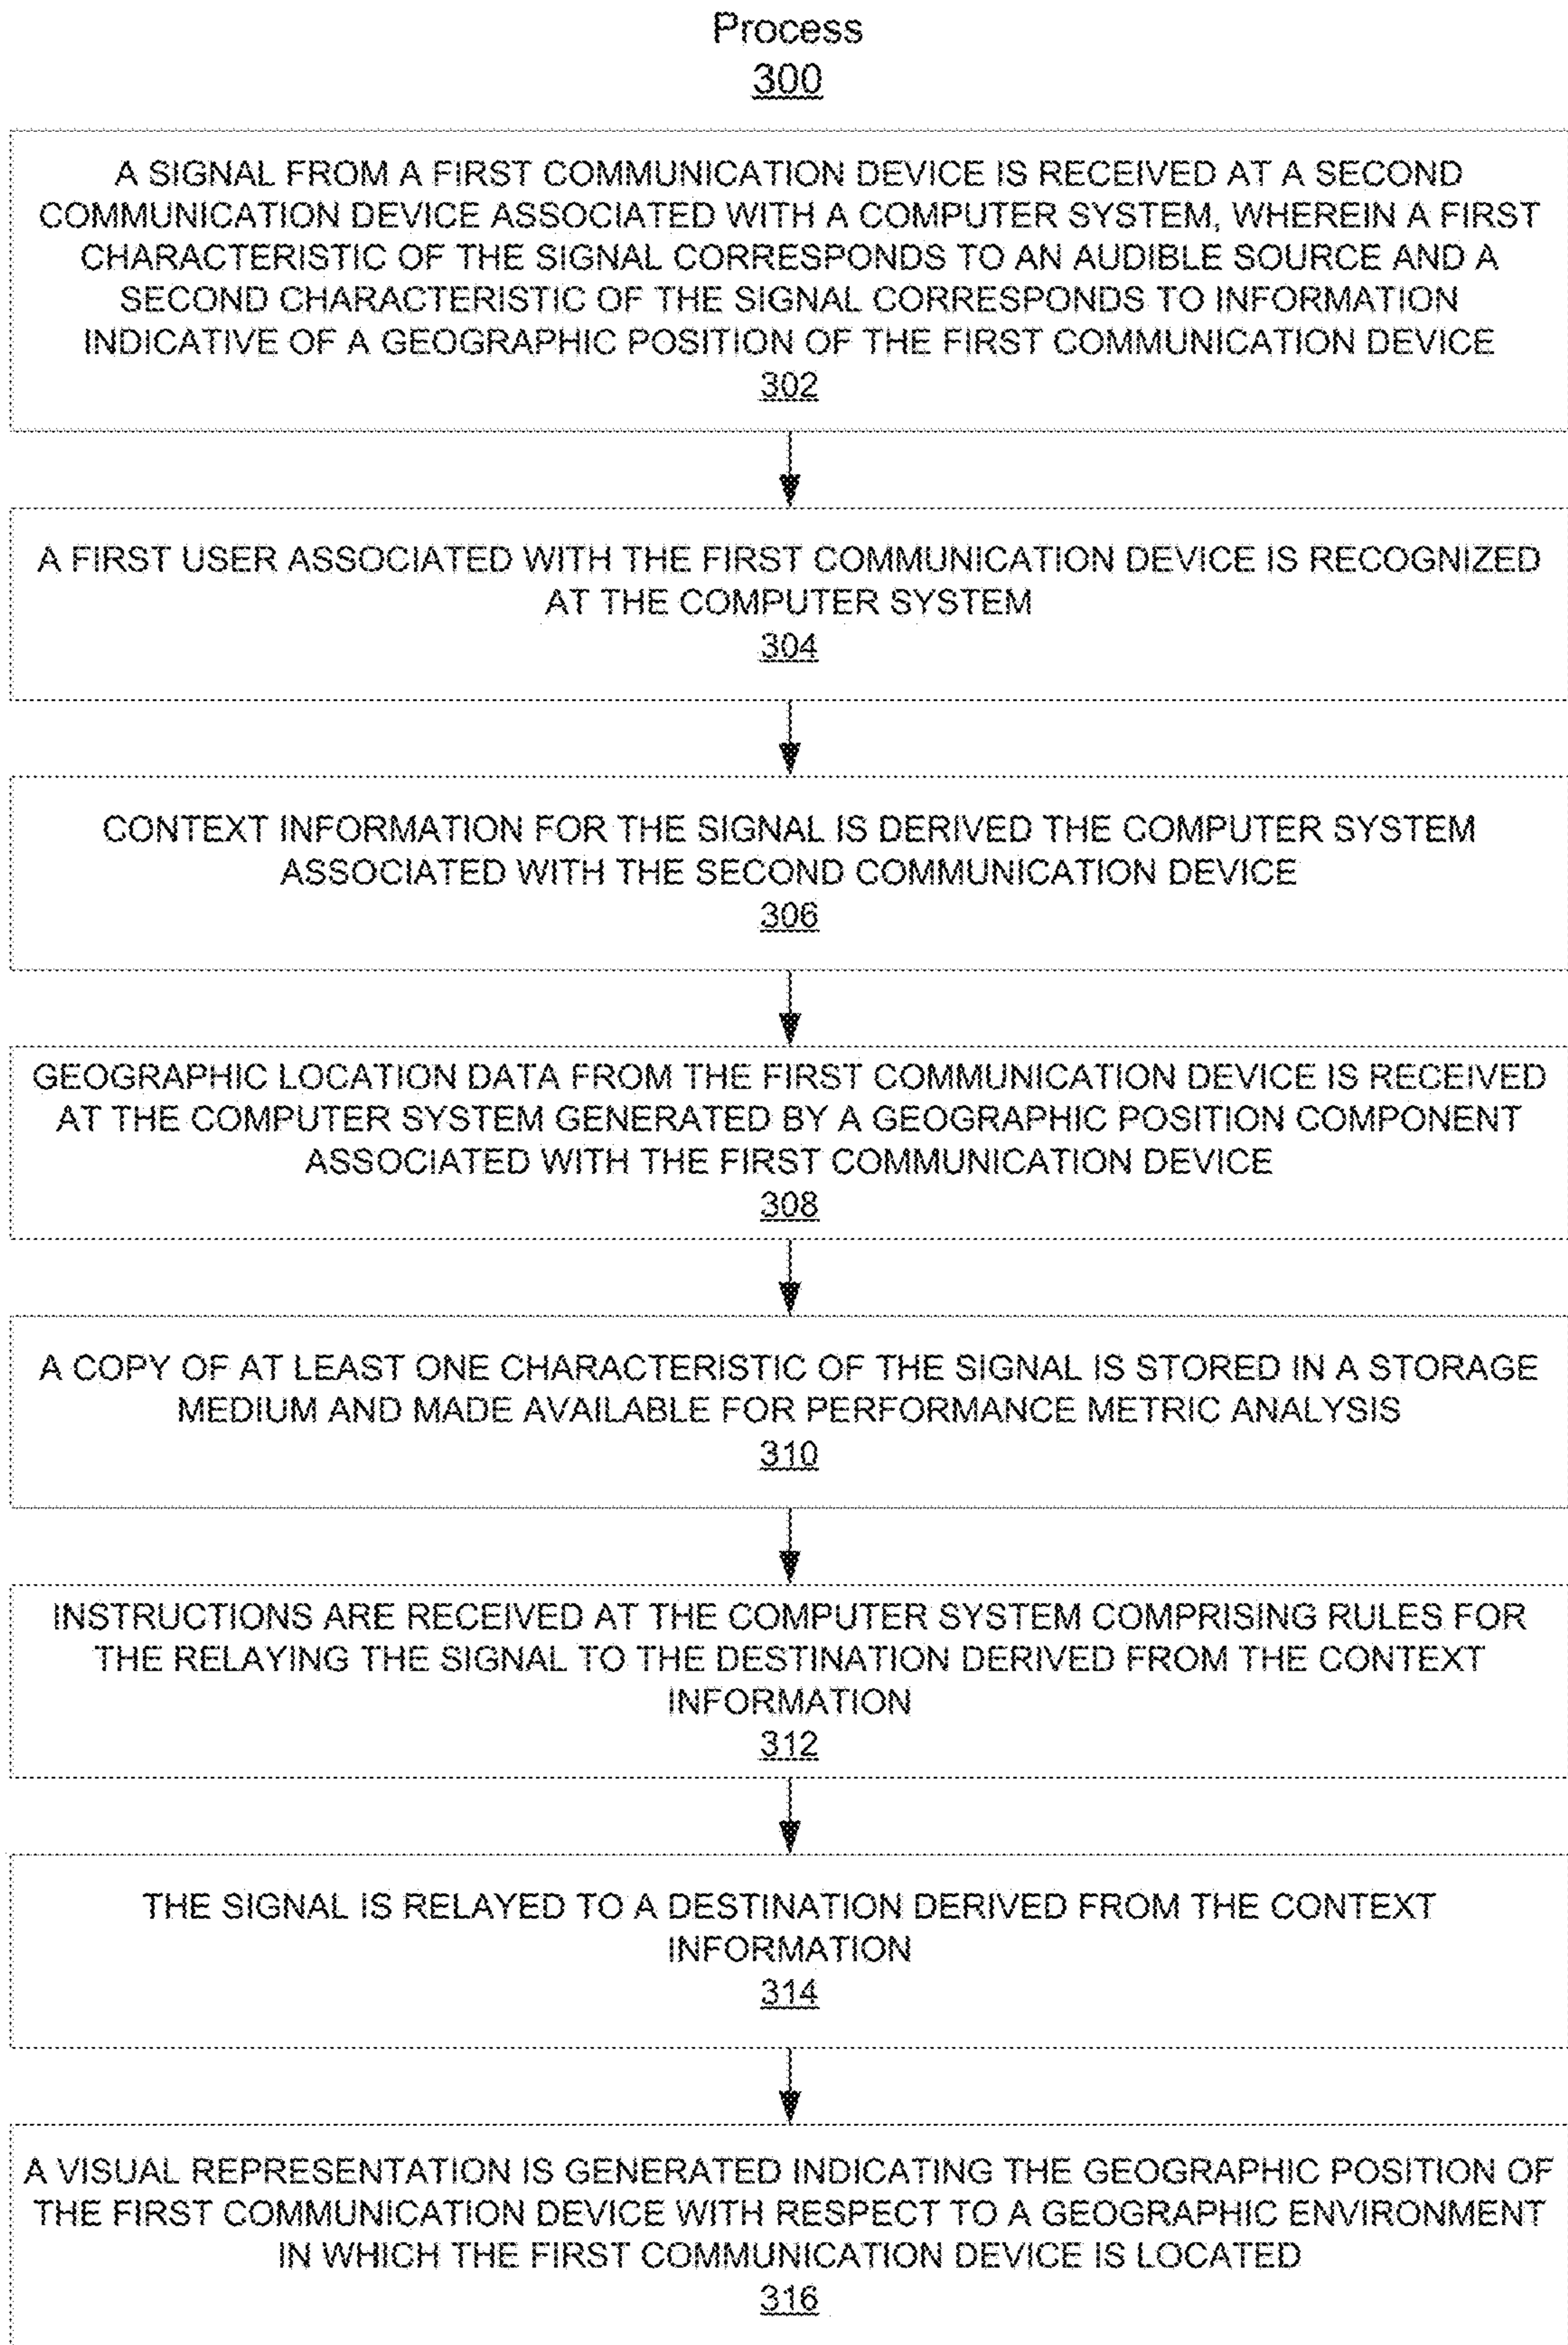 Process
300
A SIGNAL FROM A FIRST COMMUNICATION DEVICE IS RECEIVED AT A SECOND
COMMUNICATION DEVICE ASSOCIATED WITH A COMPUTER SYSTEM, WHEREIN A FIRST
CHARACTERISTIC OF THE SIGNAL CORRESPONDS TO AN AUDIBLE SOURCE AND A
SECOND CHARACTERISTIC OF THE SIGNAL CORRESPONDS TO INFORMATION
INDICATIVE OF A GEOGRAPHIC POSITION OF THE FIRST COMMUNICATION DEVICE
302
A FIRST USER ASSOCIATED WITH THE FIRST COMMUNICATION DEVICE IS RECOGNIZED
AT THE COMPUTER SYSTEM
304
CONTEXT INFORMATION FOR THE SIGNAL IS DERIVED THE COMPUTER SYSTEM
ASSOCIATED WITH THE SECOND COMMUNICATION DEVICE
306
GEOGRAPHIC LOCATION DATA FROM THE FIRST COMMUNICATION DEVICE IS RECEIVED
AT THE COMPUTER SYSTEM GENERATED BY A GEOGRAPHIC POSITION COMPONENT
ASSOCIATED WITH THE FIRST COMMUNICATION DEVICE
308
A COPY OF AT LEAST ONE CHARACTERISTIC OF THE SIGNAL IS STORED IN A STORAGE
MEDIUM AND MADE AVAILABLE FOR PERFORMANCE METRIC ANALYSIS
310
INSTRUCTIONS ARE RECEIVED AT THE COMPUTER SYSTEM COMPRISING RULES FOR
THE RELAYING THE SIGNAL TO THE DESTINATION DERIVED FROM THE CONTEXT
INFORMATION
312
THE SIGNAL IS RELAYED TO A DESTINATION DERIVED FROM THE CONTEXT
INFORMATION
314
A VISUAL REPRESENTATION IS GENERATED INDICATING THE GEOGRAPHIC POSITION OF
THE FIRST COMMUNICATION DEVICE WITH RESPECT TO A GEOGRAPHIC ENVIRONMENT
IN WHICH THE FIRST COMMUNICATION DEVICE IS LOCATED
316